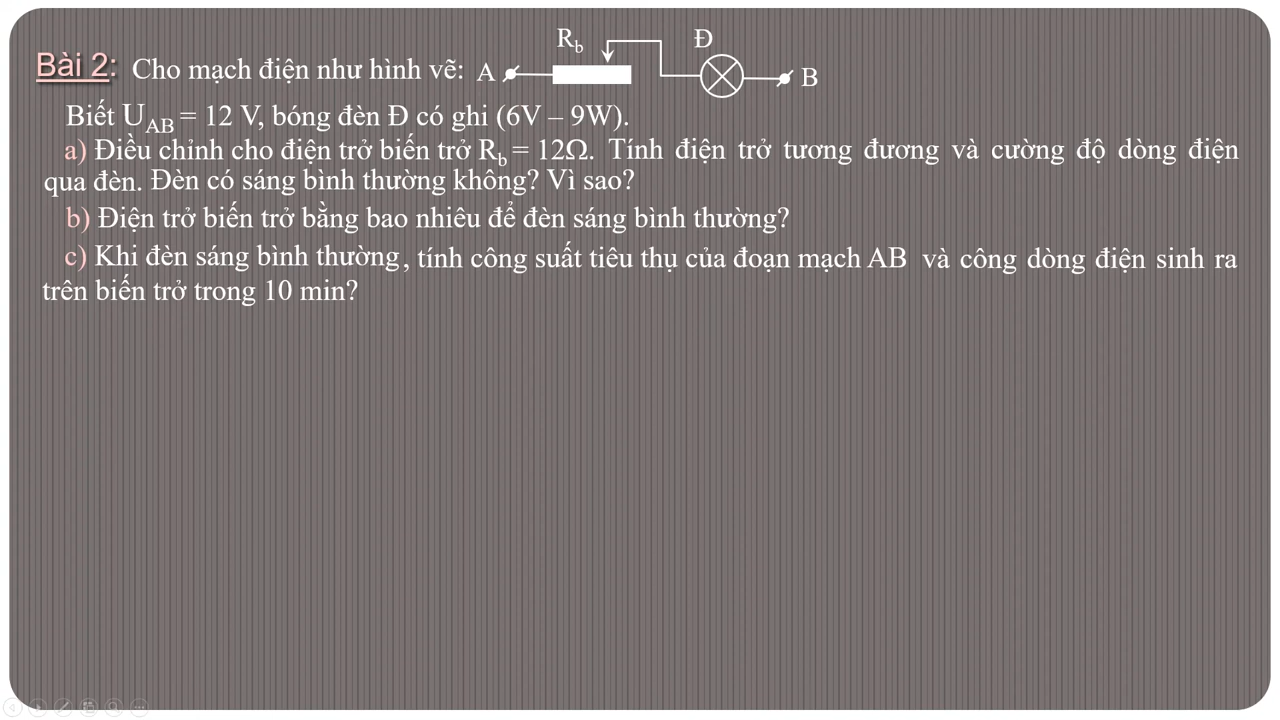 R_b Đ
Bài 2: Cho mạch điện như hình vẽ: A B
Biết U_AB = 12 V, bóng đèn Đ có ghi (6V – 9W).
a) Điều chỉnh cho điện trở biến trở R_b = 12Ω. Tính điện trở tương đương và cường độ dòng điện
qua đèn. Đèn có sáng bình thường không? Vì sao?
b) Điện trở biến trở bằng bao nhiêu để đèn sáng bình thường?
c) Khi đèn sáng bình thường, tính công suất tiêu thụ của đoạn mạch AB và công dòng điện sinh ra
trên biến trở trong 10 min?